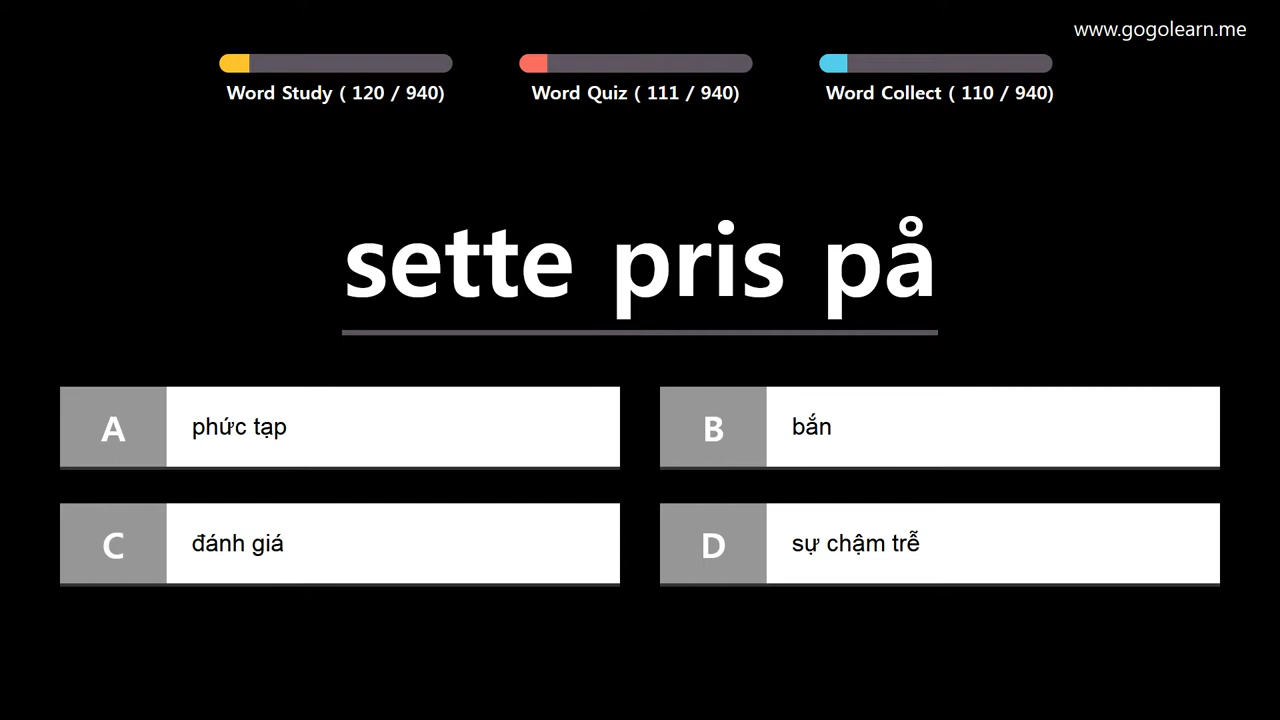 www.gogolearn.me
Word Study ( 120 / 940)
Word Quiz ( 111 / 940)
Word Collect ( 110 / 940)
sette pris på
A phức tạp
B bắn
C đánh giá
D sự chậm trễ